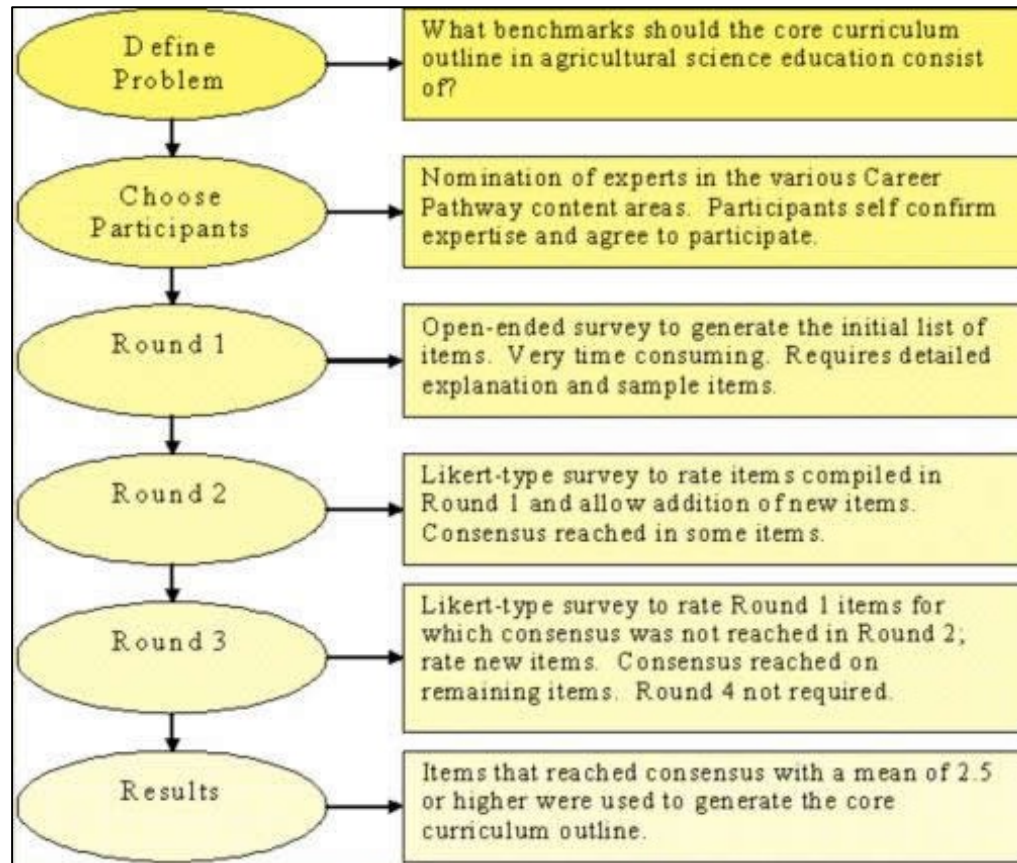 Define
Problem
What benchmarks should the core curriculum
outline in agricultural science education consist
of?
Choose
Participants
Nomination of experts in the various Career
Pathway content areas.  Participants self confirm
expertise and agree to participate.
Round 1
Open-ended survey to generate the initial list of
items.  Very time consuming.  Requires detailed
explanation and sample items.
Round 2
Likert-type survey to rate items compiled in
Round 1 and allow addition of new items.
Consensus reached in some items.
Round 3
Likert-type survey to rate Round 1 items for
which consensus was not reached in Round 2;
rate new items.  Consensus reached on
remaining items.  Round 4 not required.
Results
Items that reached consensus with a mean of 2.5
or higher were used to generate the core
curriculum outline.